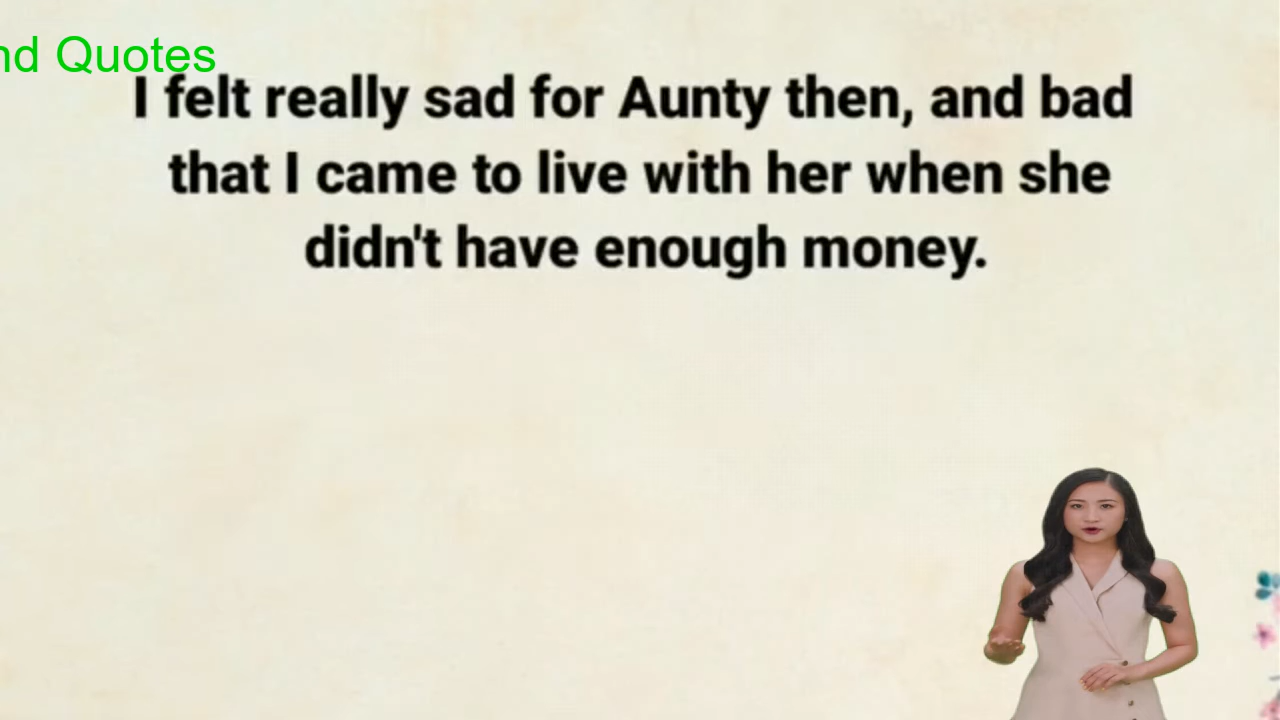 nd Quotes
I felt really sad for Aunty then, and bad
that I came to live with her when she
didn't have enough money.